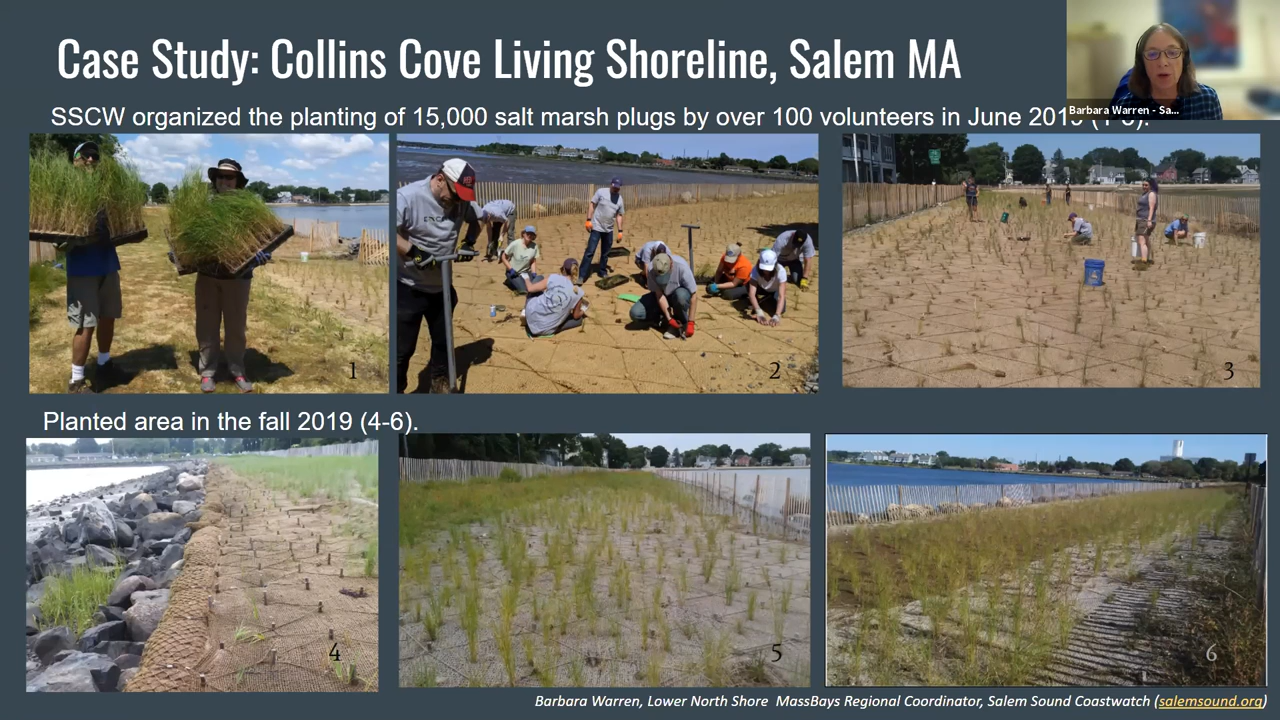 Case Study: Collins Cove Living Shoreline, Salem MA
Barbara Warren - Sa...
SSCW organized the planting of 15,000 salt marsh plugs by over 100 volunteers in June 2019
1
2
3
Planted area in the fall 2019 (4-6).
4
5
6
Barbara Warren, Lower North Shore MassBays Regional Coordinator, Salem Sound Coastwatch (salemsound.org)